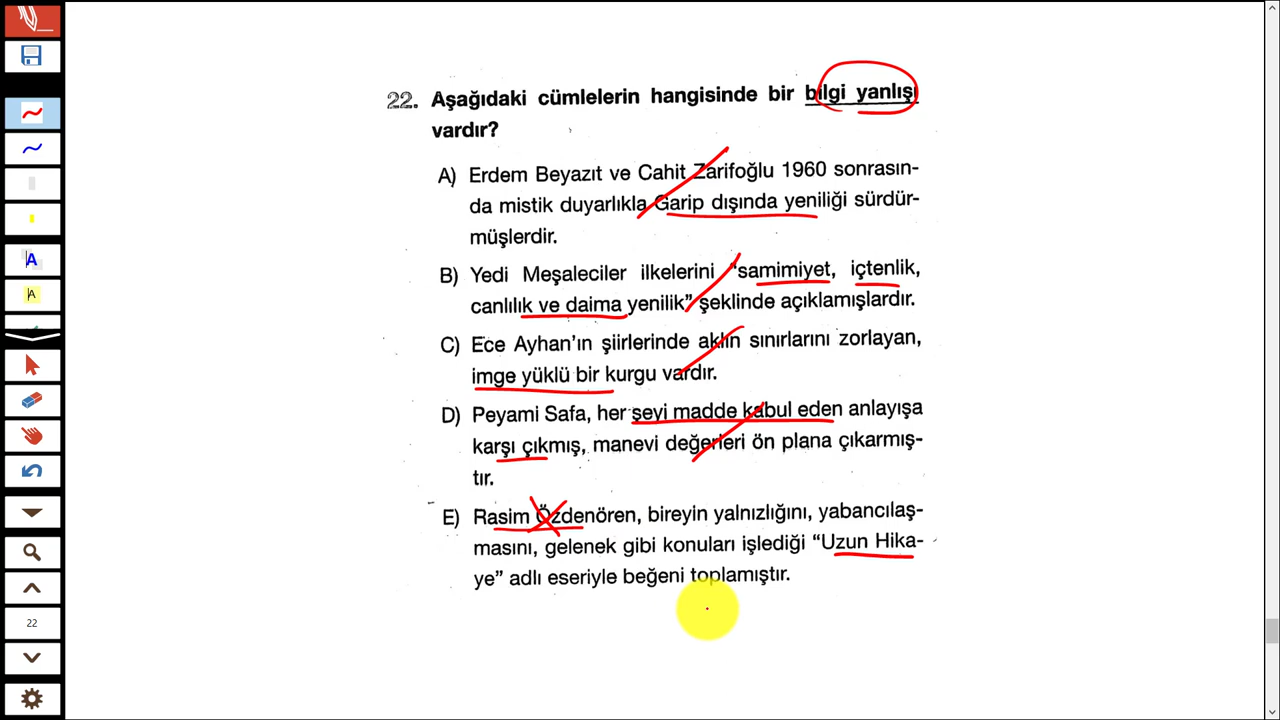 22. Aşağıdaki cümlelerin hangisinde bir bilgi yanlışı
vardır?
A) Erdem Beyazıt ve Cahit Zarifoğlu 1960 sonrasın-
da mistik duyarlıkla Garip dışında yeniliği sürdür-
müşlerdir.
B) Yedi Meşaleciler ilkelerini "samimiyet, içtenlik,
canlılık ve daima yenilik" şeklinde açıklamışlardır.
C) Ece Ayhan'ın şiirlerinde aklın sınırlarını zorlayan,
imge yüklü bir kurgu vardır.
D) Peyami Safa, her şeyi madde kabul eden anlayışa
karşı çıkmış, manevi değerleri ön plana çıkarmış-
tır.
E) Rasim Özdenören, bireyin yalnızlığını, yabancılaş-
masını, gelenek gibi konuları işlediği "Uzun Hika-
ye" adlı eseriyle beğeni toplamıştır.
A
A
22